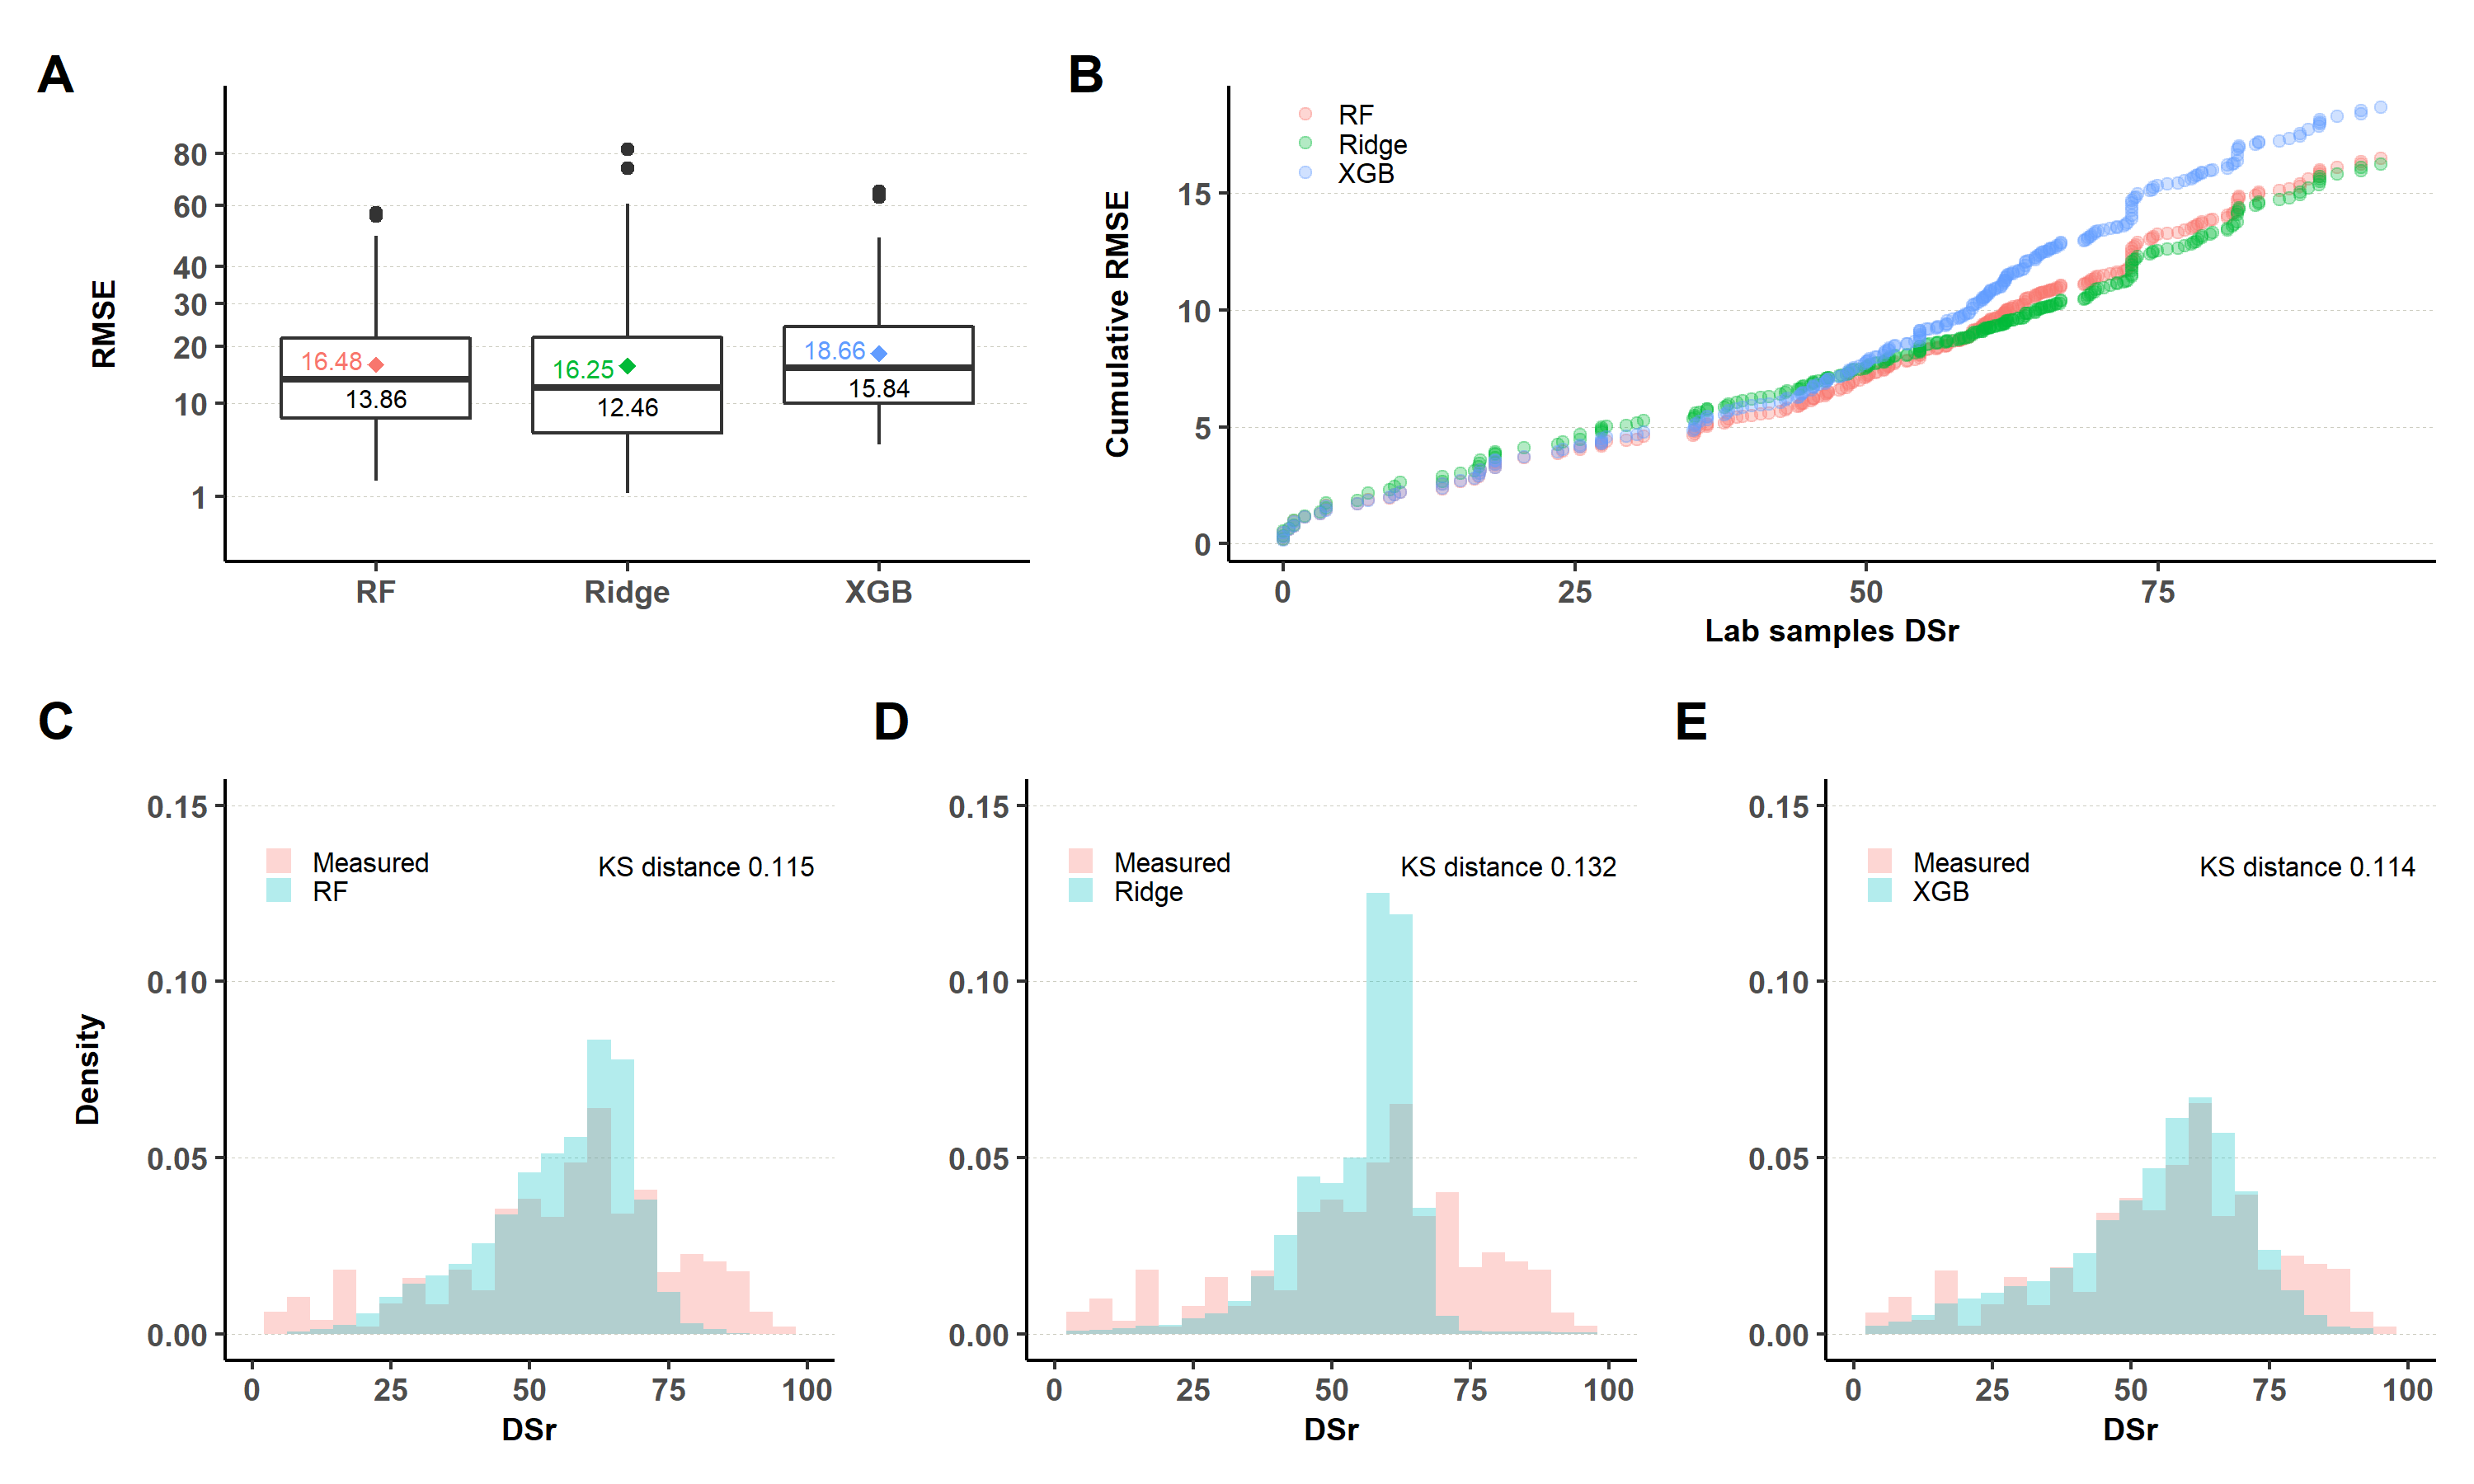 A
RMSE
80
60
40
30
20
10
1
16.48
13.86
16.25
12.46
18.66
15.84
RF
Ridge
XGB
B
Cumulative RMSE
15
10
5
0
RF
Ridge
XGB
0
25
50
75
Lab samples DSr
C
Density
0.15
0.10
0.05
0.00
Measured
RF
KS distance 0.115
0
25
50
75
100
DSr
D
0.15
0.10
0.05
0.00
Measured
Ridge
KS distance 0.132
0
25
50
75
100
DSr
E
0.15
0.10
0.05
0.00
Measured
XGB
KS distance 0.114
0
25
50
75
100
DSr